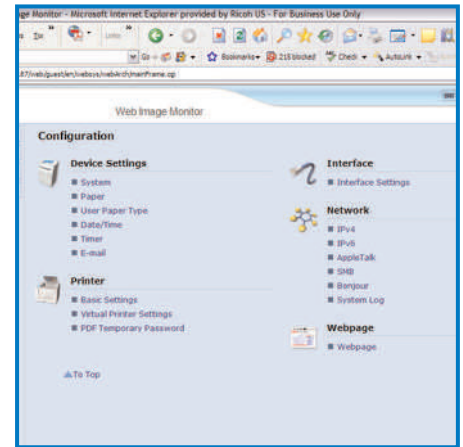 ge Monitor - Microsoft Internet Explorer provided by Ricoh US - For Business Use Only
Go
Bookmarks
215 blocked
Check
AutoLink
87/web/guest/en/websys/webArch/mainFrame.cgi
Web Image Monitor
Configuration
Device Settings
System
Paper
User Paper Type
Date/Time
Timer
E-mail
Printer
Basic Settings
Virtual Printer Settings
PDF Temporary Password
To Top
Interface
Interface Settings
Network
IPv4
IPv6
AppleTalk
SMB
Bonjour
System Log
Webpage
Webpage